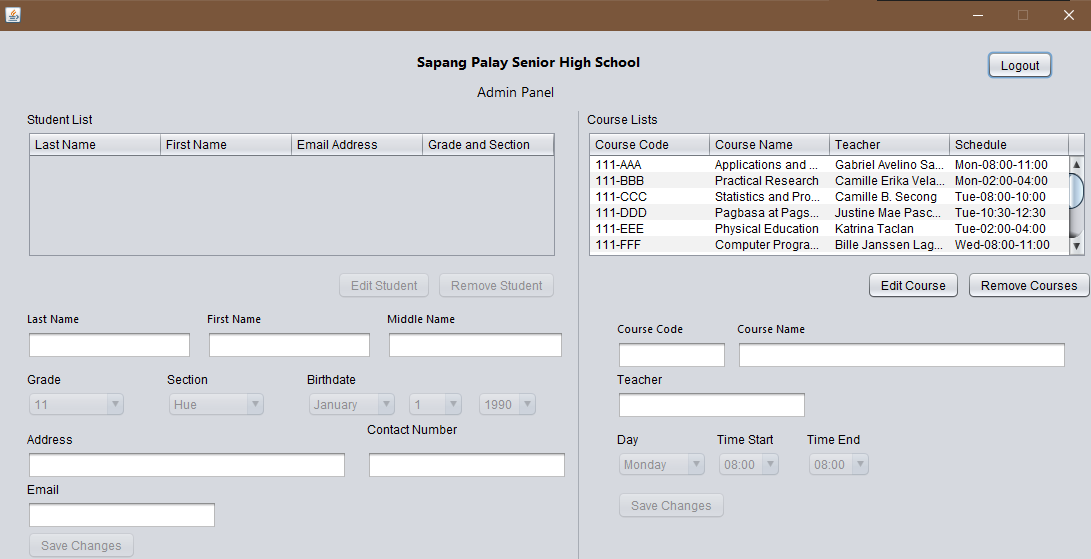 Sapang Palay Senior High School
Logout
Admin Panel
Student List
Last Name First Name Email Address Grade and Section
Edit Student Remove Student
Last Name First Name Middle Name
Grade Section Birthdate
11 Hue January 1 1990
Address Contact Number
Email
Save Changes
Course Lists
Course Code Course Name Teacher Schedule
111-AAA Applications and ... Gabriel Avelino Sa... Mon-08:00-11:00
111-BBB Practical Research Camille Erika Vela... Mon-02:00-04:00
111-CCC Statistics and Pro... Camille B. Secong Tue-08:00-10:00
111-DDD Pagbasa at Pags... Justine Mae Pasc... Tue-10:30-12:30
111-EEE Physical Education Katrina Taclan Tue-02:00-04:00
111-FFF Computer Progra... Bille Janssen Lag... Wed-08:00-11:00
Edit Course Remove Courses
Course Code Course Name
Teacher
Day Time Start Time End
Monday 08:00 08:00
Save Changes